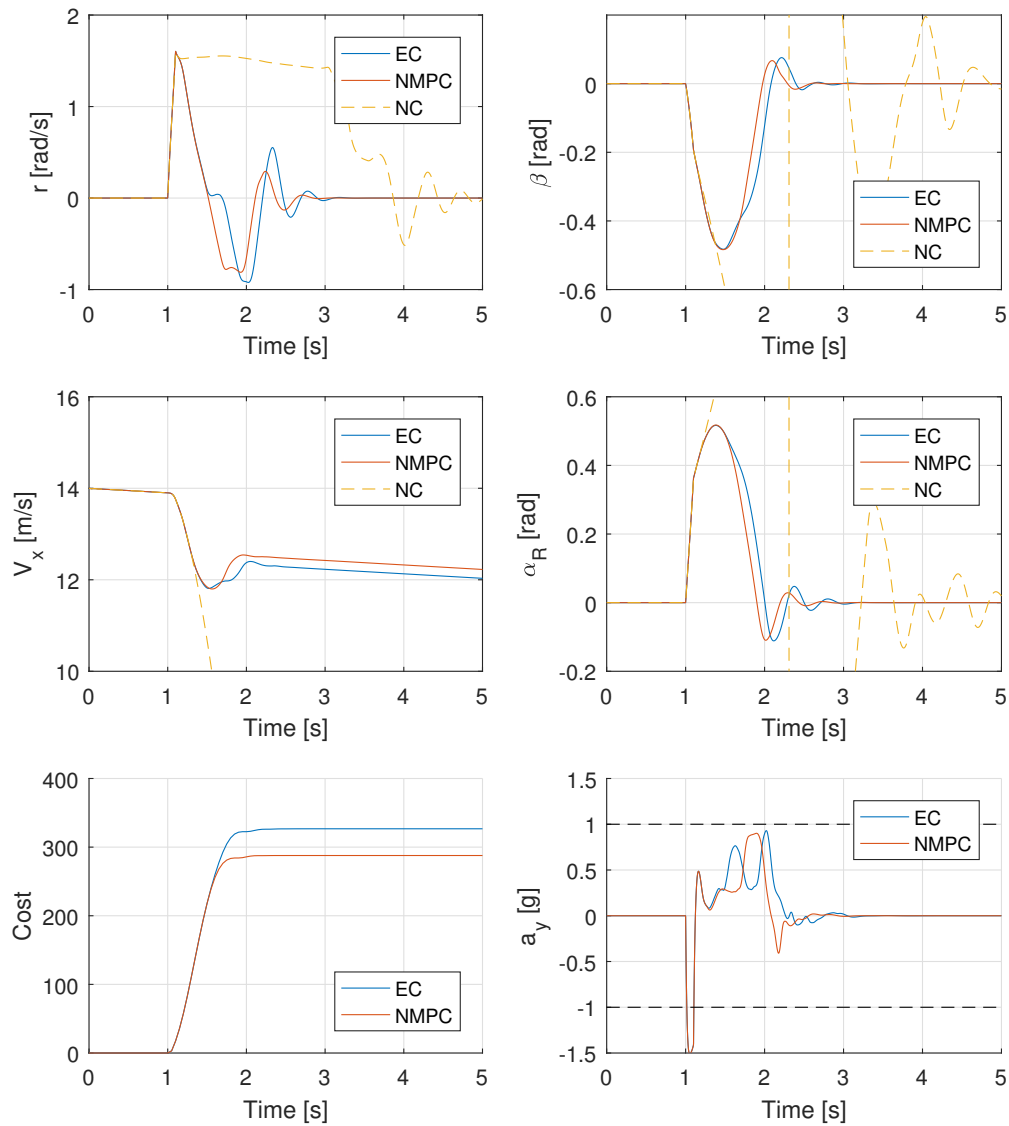 2
1
0
-1
r [rad/s]
0 1 2 3 4 5
Time [s]
EC
NMPC
NC
0
-0.2
-0.4
-0.6
β [rad]
0 1 2 3 4 5
Time [s]
EC
NMPC
NC
16
14
12
10
V_x [m/s]
0 1 2 3 4 5
Time [s]
EC
NMPC
NC
0.6
0.4
0.2
0
-0.2
α_R [rad]
0 1 2 3 4 5
Time [s]
EC
NMPC
NC
400
300
200
100
0
Cost
0 1 2 3 4 5
Time [s]
EC
NMPC
1.5
1
0.5
0
-0.5
-1
-1.5
a_y [g]
0 1 2 3 4 5
Time [s]
EC
NMPC